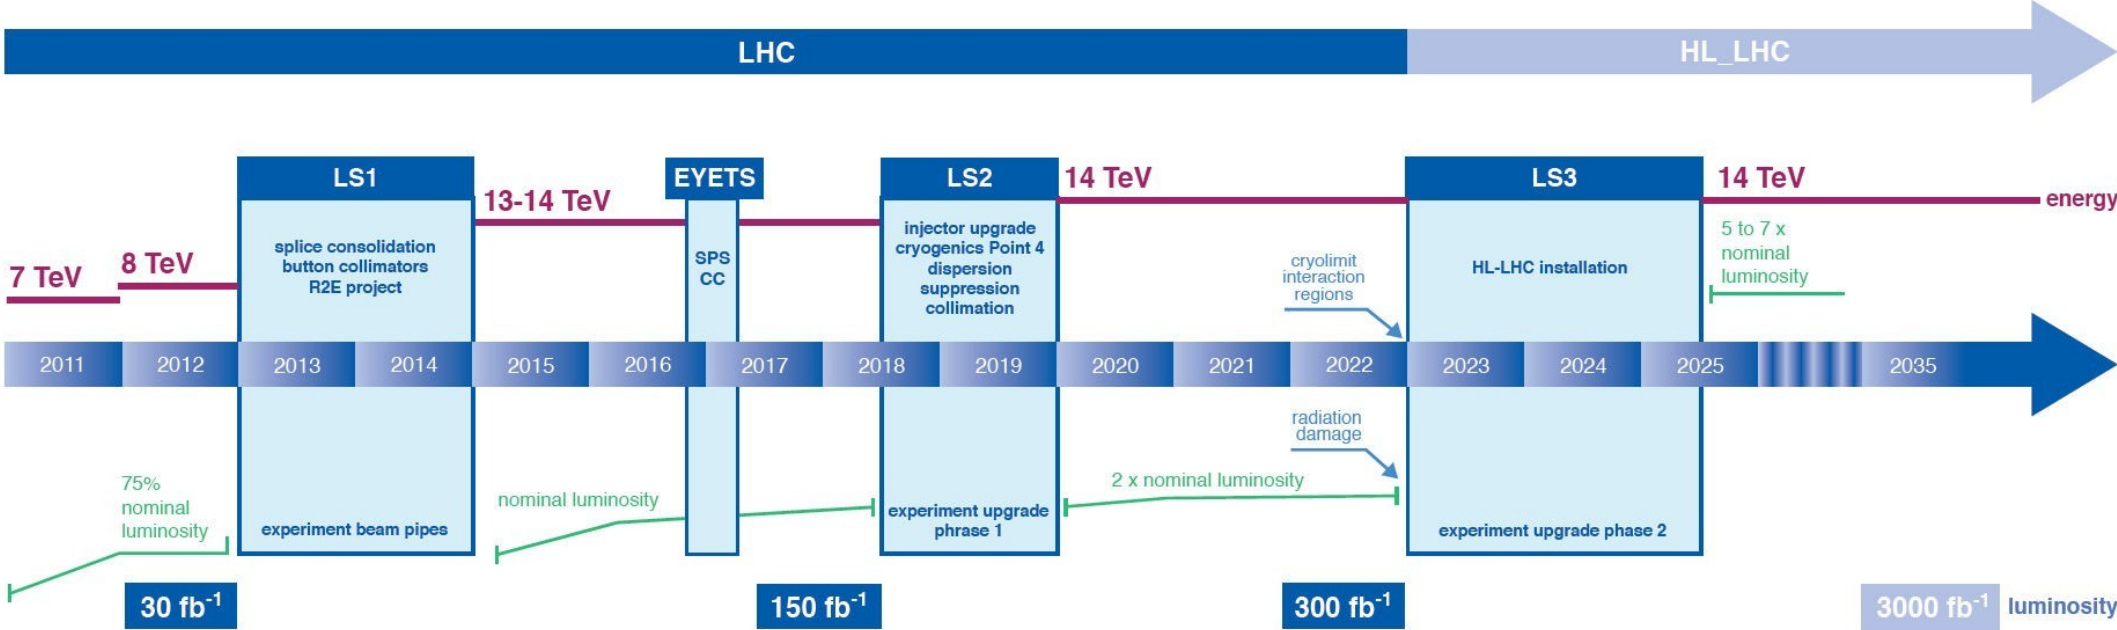 LHC
HL_LHC
LS1
EYETS
LS2
14 TeV
LS3
14 TeV
13-14 TeV
energy
7 TeV
8 TeV
splice consolidation
button collimators
R2E project
SPS
CC
injector upgrade
cryogenics Point 4
dispersion
suppression
collimation
cryolimit
interaction
regions
HL-LHC installation
5 to 7 x
nominal
luminosity
2011
2012
2013
2014
2015
2016
2017
2018
2019
2020
2021
2022
2023
2024
2025
2035
75%
nominal
luminosity
experiment beam pipes
nominal luminosity
experiment upgrade
phrase 1
2 x nominal luminosity
radiation
damage
experiment upgrade phase 2
30 fb⁻¹
150 fb⁻¹
300 fb⁻¹
3000 fb⁻¹
luminosity